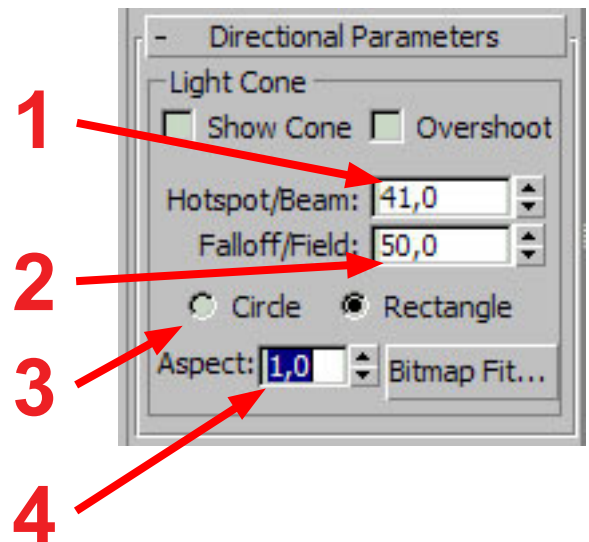 - Directional Parameters
Light Cone
1
Show Cone Overshoot
Hotspot/Beam: 41,0
Falloff/Field: 50,0
2
Circle Rectangle
3
Aspect: 1,0 Bitmap Fit...
4